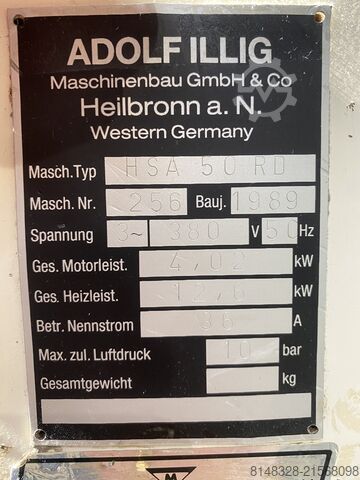 ADOLF ILLIG
Maschinenbau GmbH & Co
Heilbronn a. N.
Western Germany
Masch.Typ HSA 50 RD
Masch. Nr. 256 Bauj. 1989
Spannung 3~ 380 V 50 Hz
Ges. Motorleist. 4,02 kW
Ges. Heizleist. 12,6 kW
Betr. Nennstrom 36 A
Max. zul. Luftdruck 10 bar
Gesamtgewicht kg
M
8148328-21568098